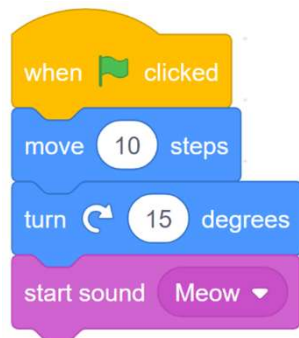 when clicked
move 10 steps
turn 15 degrees
start sound Meow